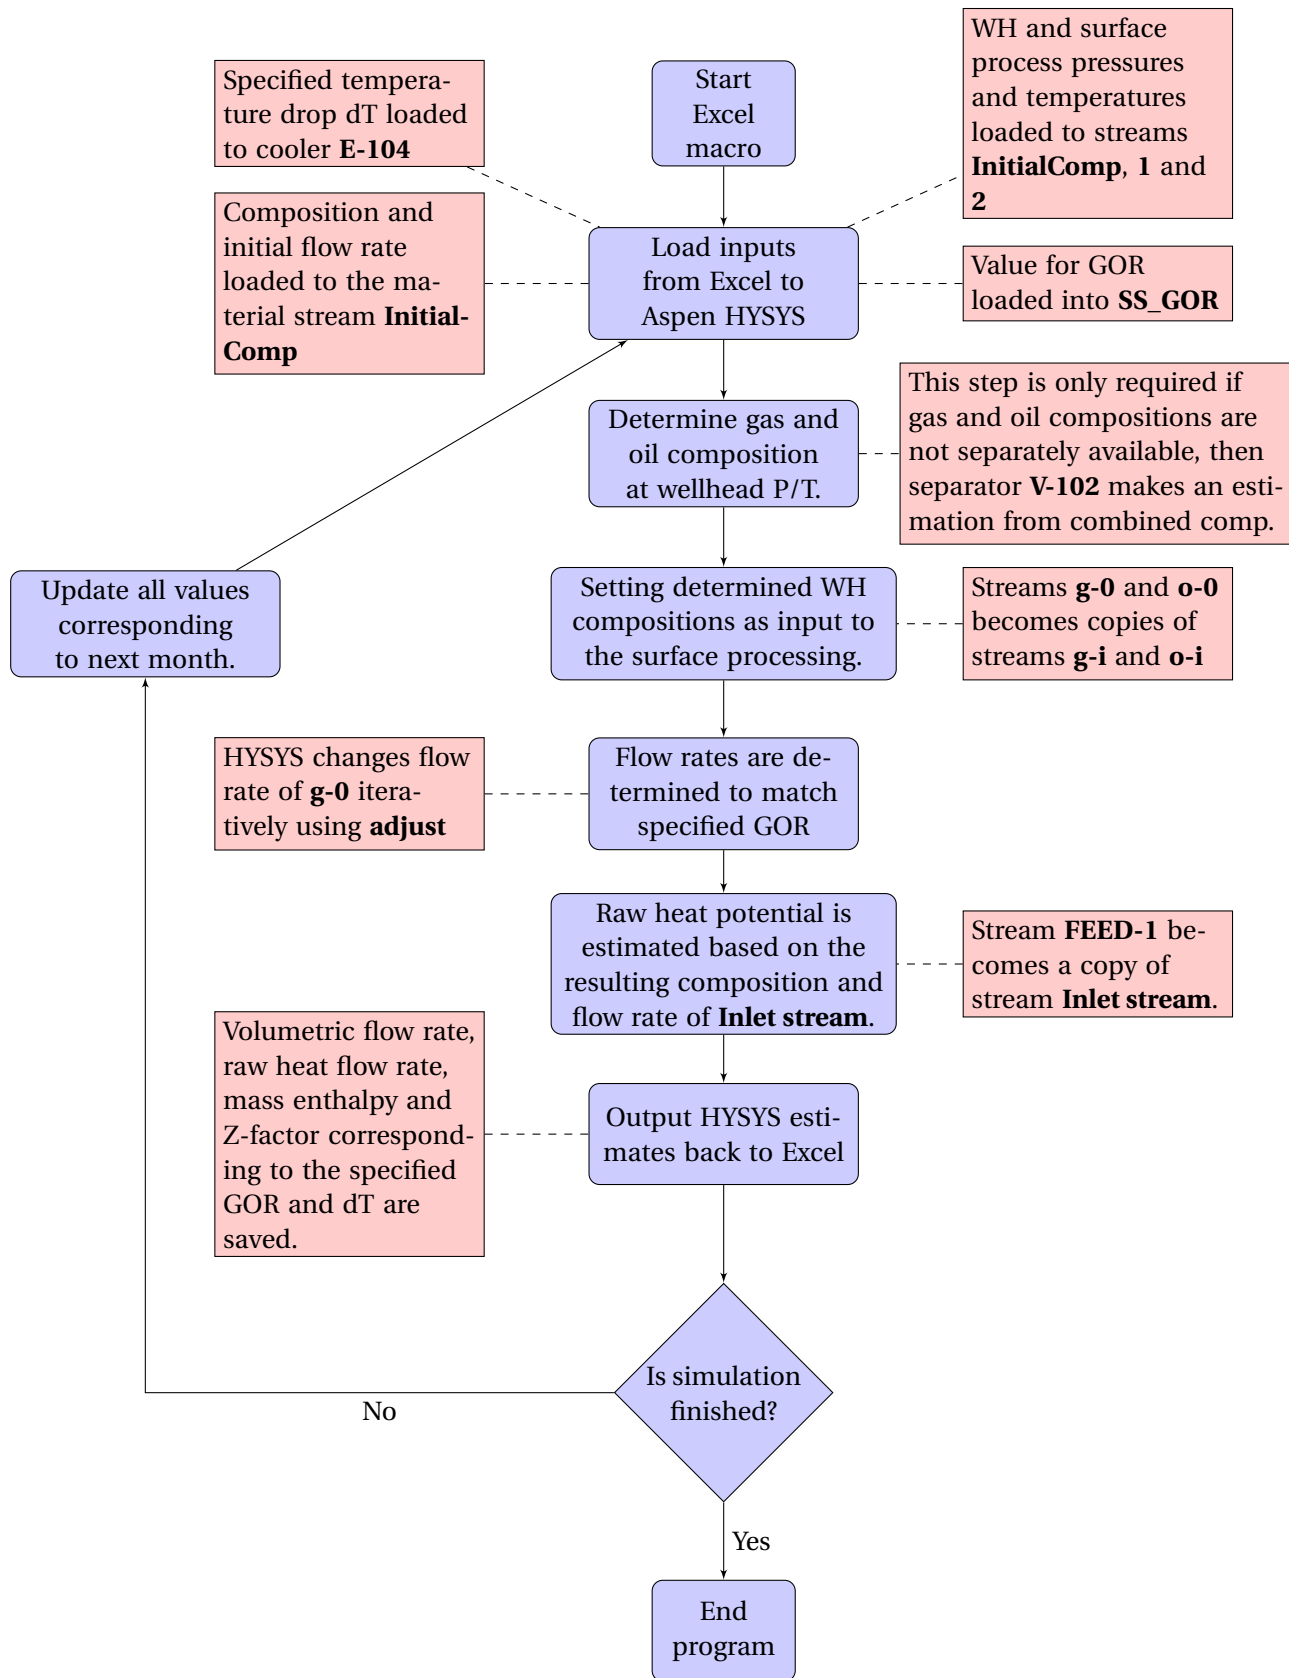 Specified tempera-
ture drop dT loaded
to cooler E-104
Start
Excel
macro
WH and surface
process pressures
and temperatures
loaded to streams
InitialComp, 1 and
2
Composition and
initial flow rate
loaded to the ma-
terial stream Initial-
Comp
Load inputs
from Excel to
Aspen HYSYS
Value for GOR
loaded into SS_GOR
Determine gas and
oil composition
at wellhead P/T.
This step is only required if
gas and oil compositions are
not separately available, then
separator V-102 makes an esti-
mation from combined comp.
Update all values
corresponding
to next month.
Setting determined WH
compositions as input to
the surface processing.
Streams g-0 and o-0
becomes copies of
streams g-i and o-i
HYSYS changes flow
rate of g-0 itera-
tively using adjust
Flow rates are de-
termined to match
specified GOR
Raw heat potential is
estimated based on the
resulting composition and
flow rate of Inlet stream.
Stream FEED-1 be-
comes a copy of
stream Inlet stream.
Volumetric flow rate,
raw heat flow rate,
mass enthalpy and
Z-factor correspond-
ing to the specified
GOR and dT are
saved.
Output HYSYS esti-
mates back to Excel
Is simulation
finished?
No
Yes
End
program